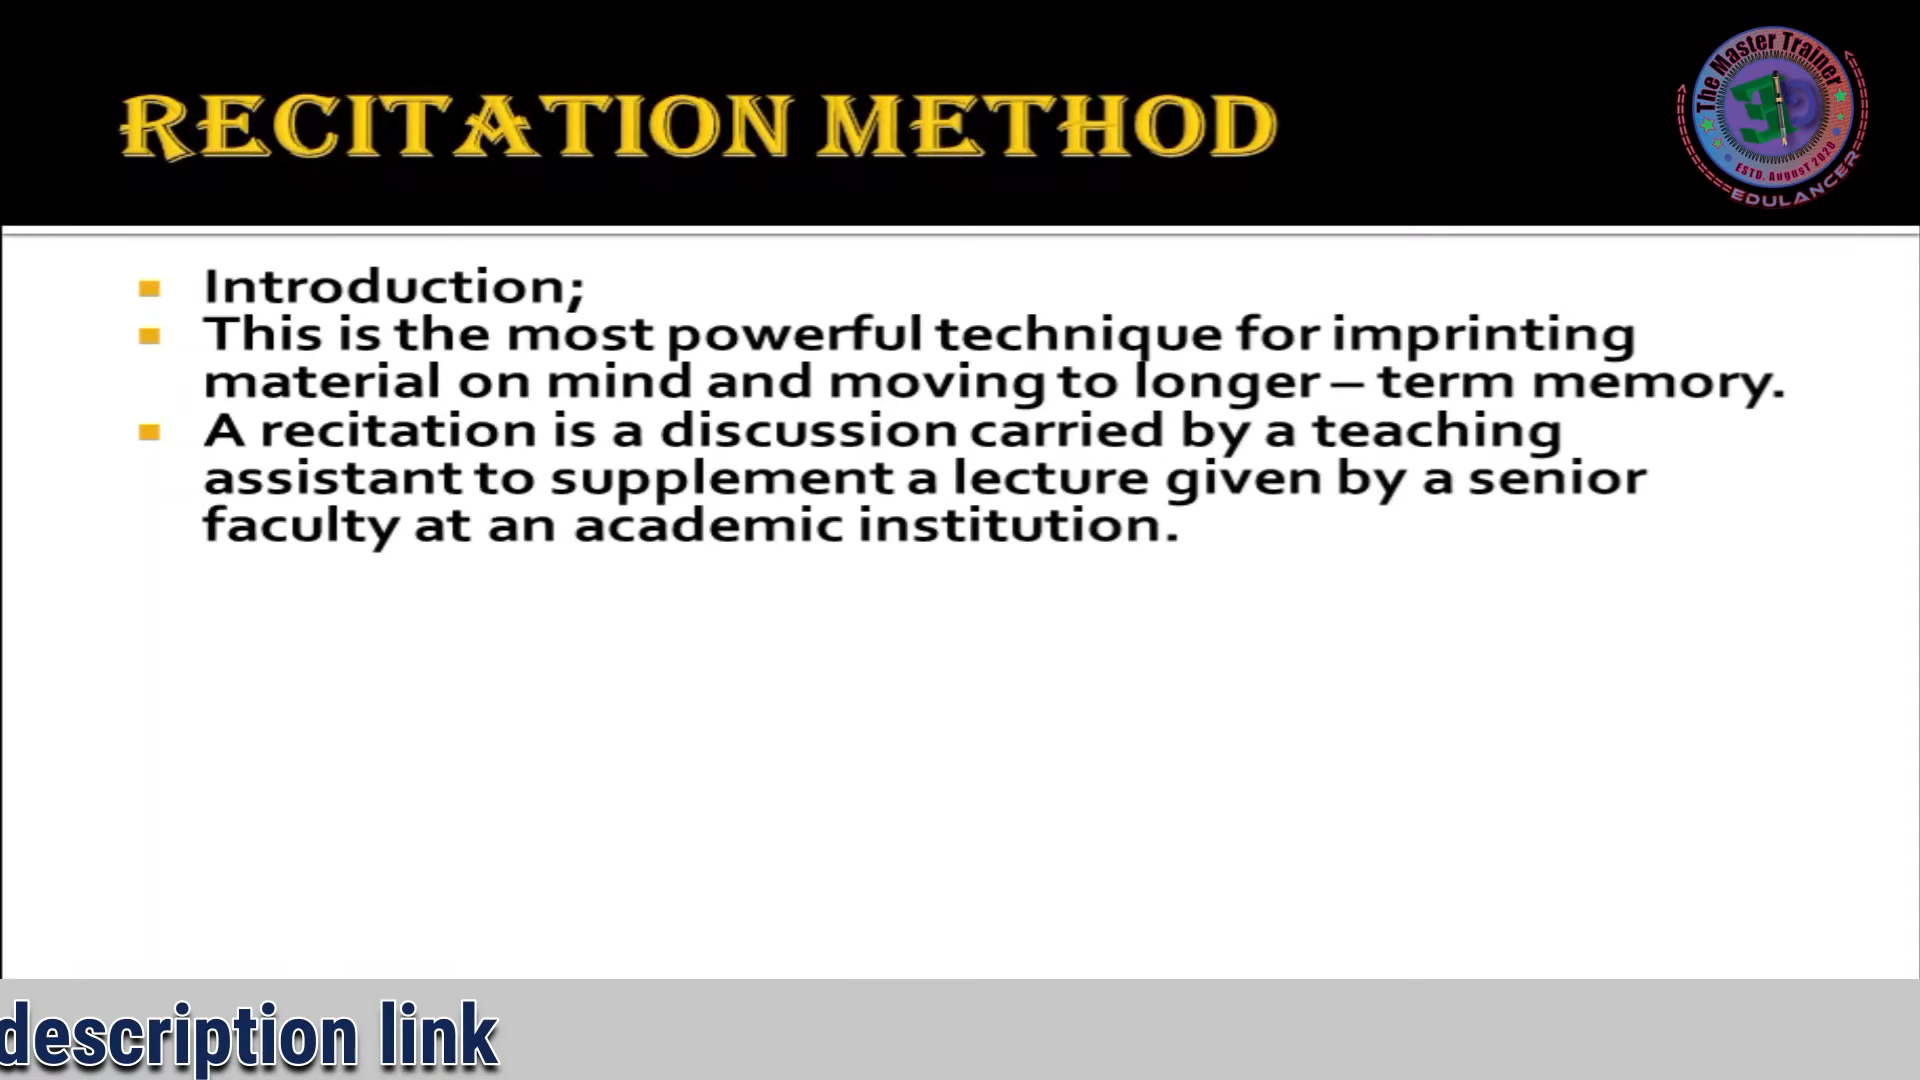 RECITATION METHOD
The Master Trainer
ESTD. August 2020
EDULANCER
Introduction;
This is the most powerful technique for imprinting
material on mind and moving to longer – term memory.
A recitation is a discussion carried by a teaching
assistant to supplement a lecture given by a senior
faculty at an academic institution.
description link